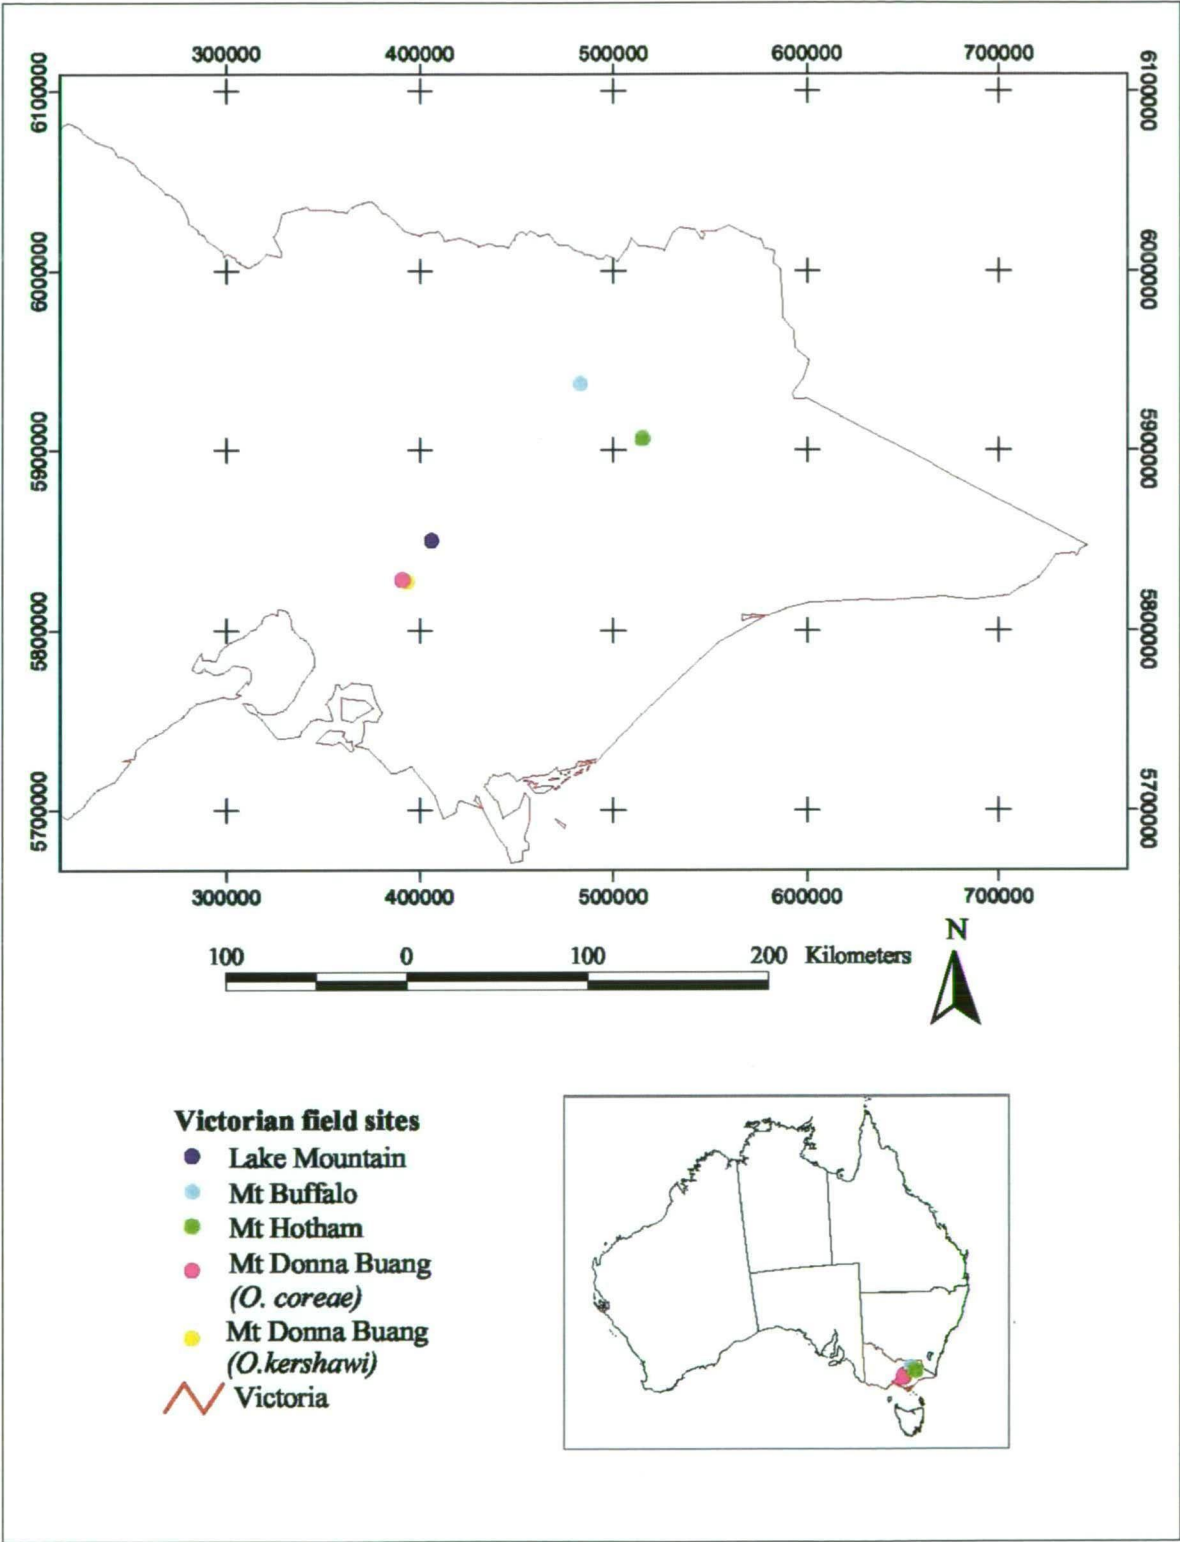 300000 400000 500000 600000 700000
6100000
6100000
6000000
6000000
5900000
5900000
5800000
5800000
5700000
5700000
300000 400000 500000 600000 700000
N
100 0 100 200 Kilometers
Victorian field sites
Lake Mountain
Mt Buffalo
Mt Hotham
Mt Donna Buang
(O. coreae)
Mt Donna Buang
(O.kershawi)
Victoria